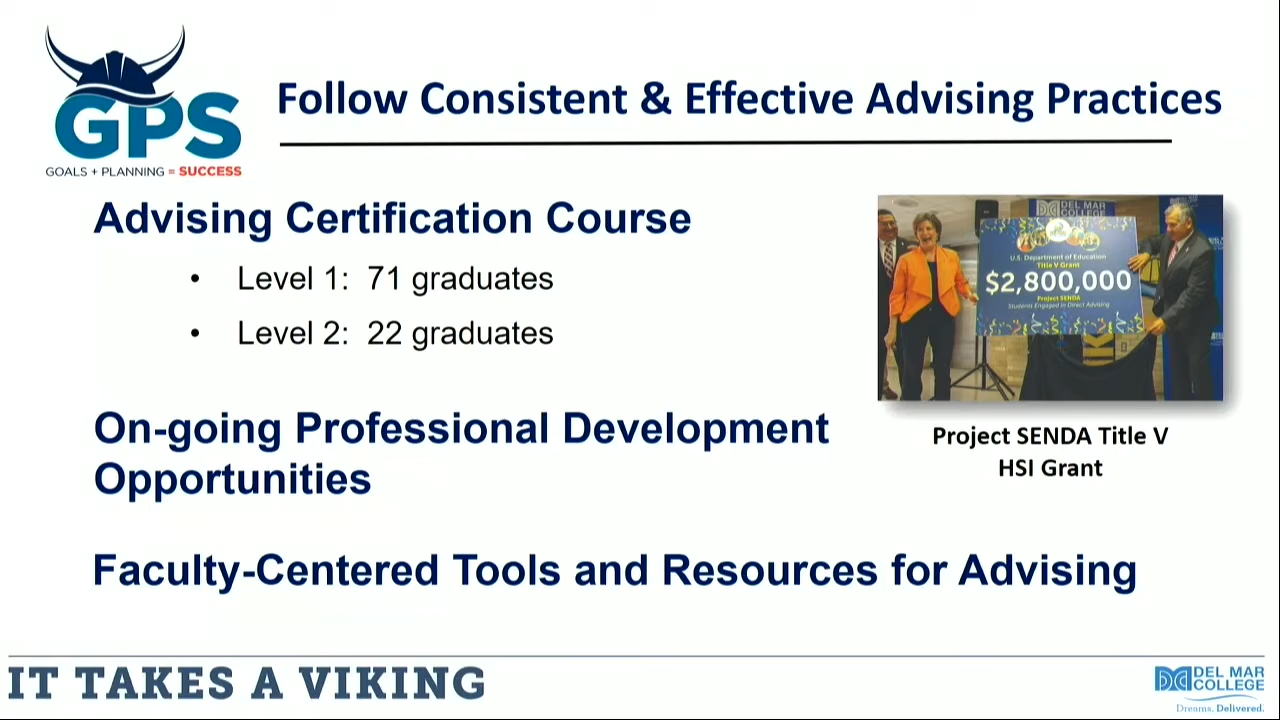 GPS
GOALS + PLANNING = SUCCESS
Follow Consistent & Effective Advising Practices
Advising Certification Course
• Level 1: 71 graduates
• Level 2: 22 graduates
DEL MAR
COLLEGE
U.S. Department of Education
Title V Grant
$2,800,000
Project SENDA
Students Engaged in Direct Advising
Project SENDA Title V
HSI Grant
On-going Professional Development
Opportunities
Faculty-Centered Tools and Resources for Advising
IT TAKES A VIKING
DEL MAR
COLLEGE
Dreams. Delivered.